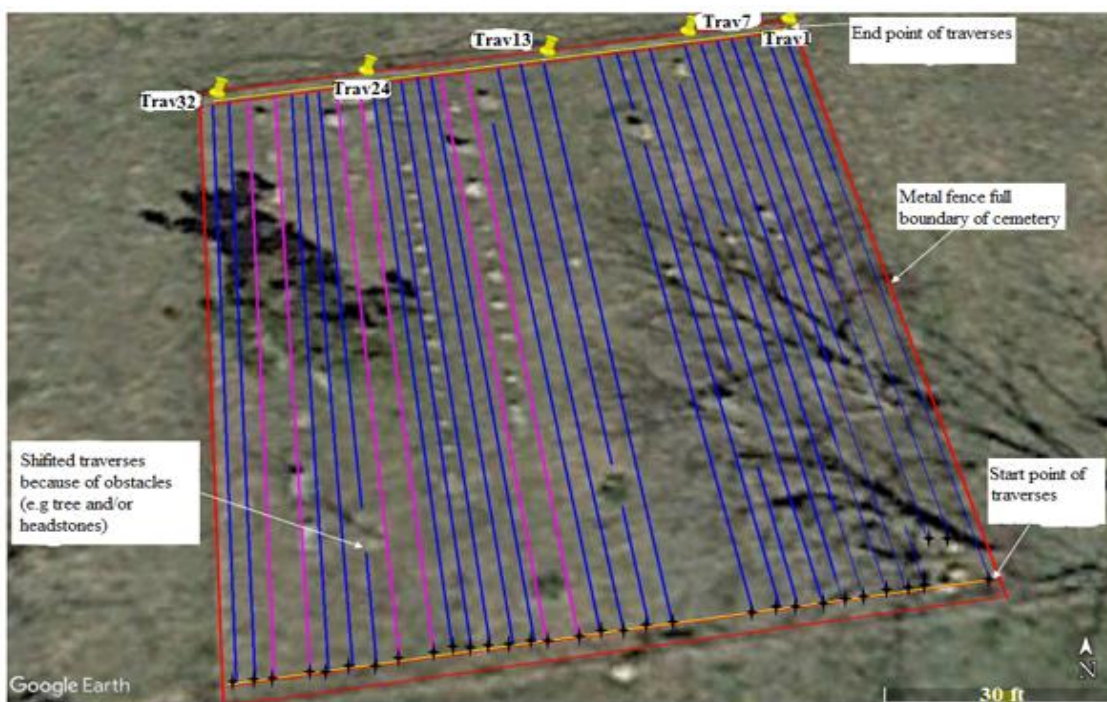 Trav7
Trav1
End point of traverses
Trav13
Trav24
Trav32
Metal fence full
boundary of cemetery
Shifited traverses
because of obstacles
(e.g tree and/or
headstones)
Start point of
traverses
N
Google Earth
30 ft